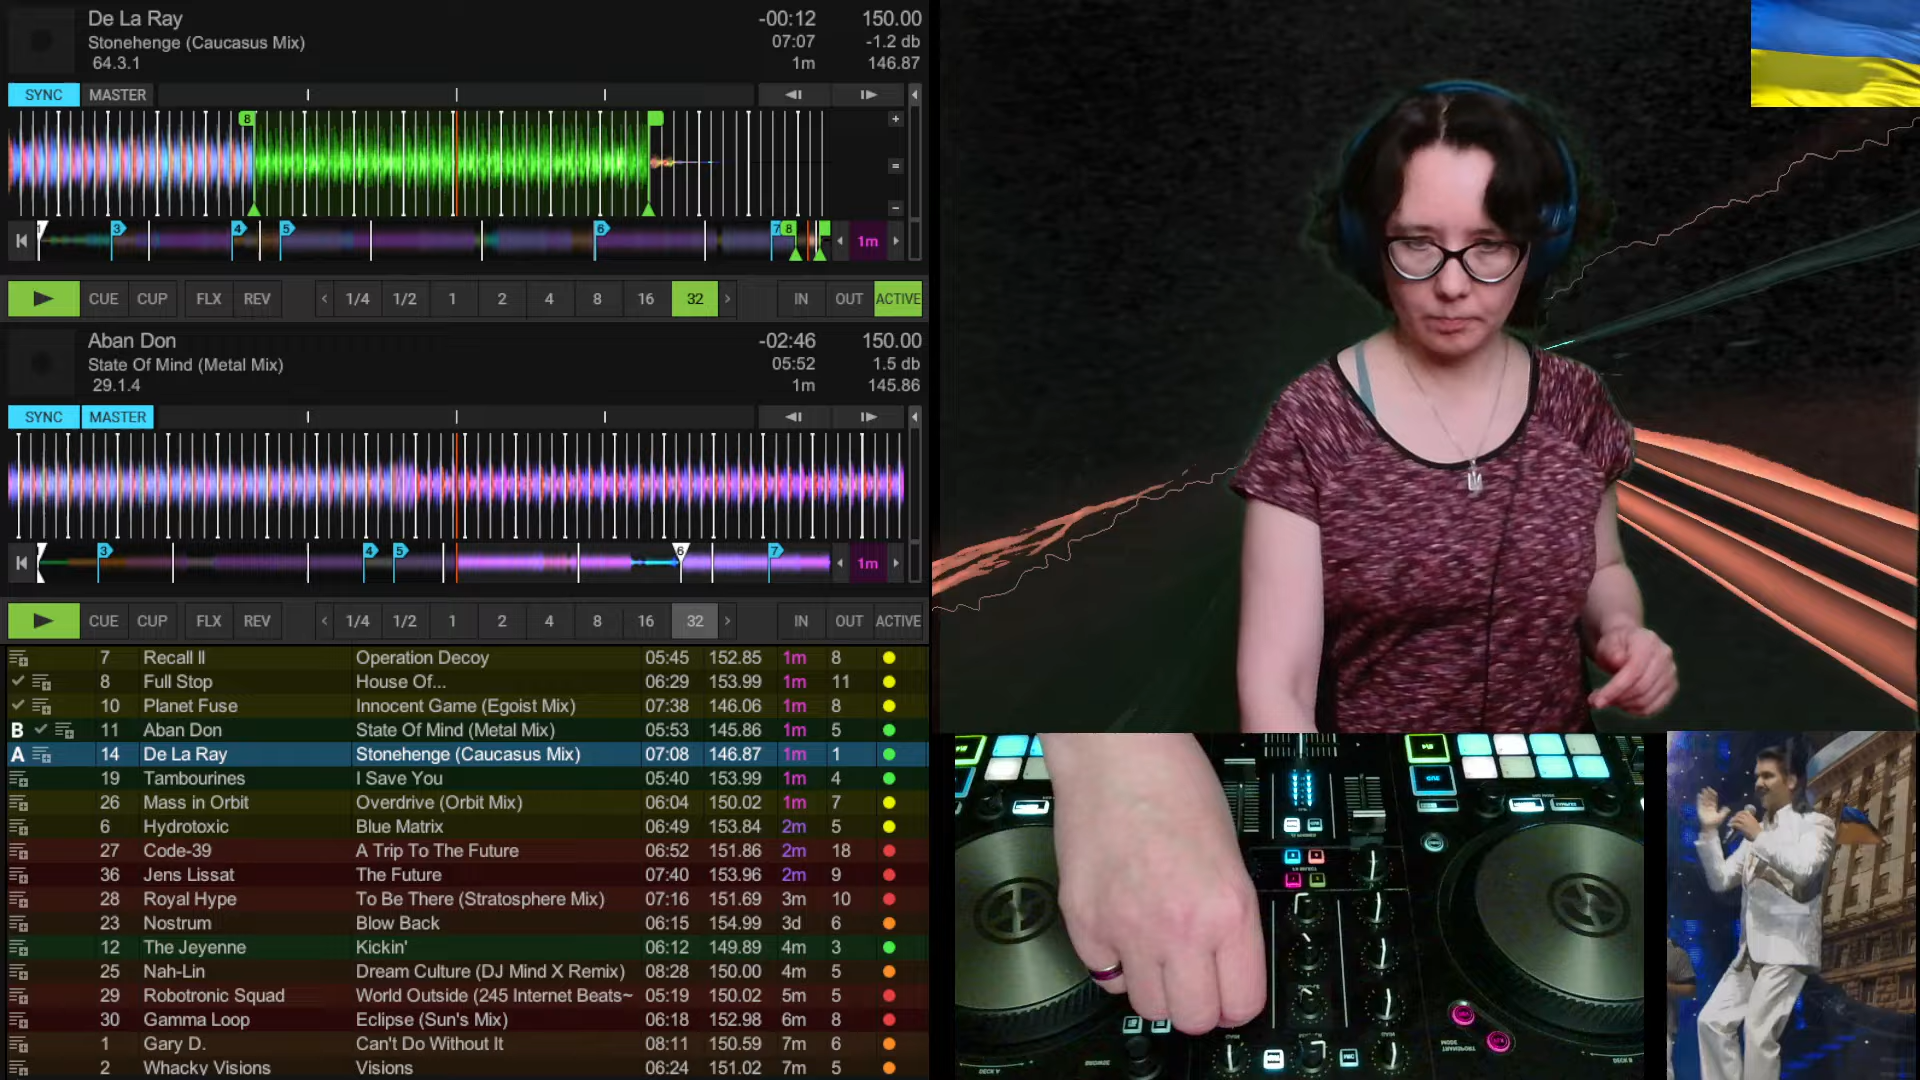 De La Ray -00:12 150.00
Stonehenge (Caucasus Mix) 07:07 -1.2 db
64.3.1 1m 146.87
SYNC MASTER
8
3 4 5 6 7 8 1m
CUE CUP FLX REV 1/4 1/2 1 2 4 8 16 32 IN OUT ACTIVE
Aban Don -02:46 150.00
State Of Mind (Metal Mix) 05:52 1.5 db
29.1.4 1m 145.86
SYNC MASTER
3 4 5 6 7 1m
CUE CUP FLX REV 1/4 1/2 1 2 4 8 16 32 IN OUT ACTIVE
7 Recall II Operation Decoy 05:45 152.85 1m 8
8 Full Stop House Of... 06:29 153.99 1m 11
10 Planet Fuse Innocent Game (Egoist Mix) 07:38 146.06 1m 8
B 11 Aban Don State Of Mind (Metal Mix) 05:53 145.86 1m 5
A 14 De La Ray Stonehenge (Caucasus Mix) 07:08 146.87 1m 1
19 Tambourines I Save You 05:40 153.99 1m 4
26 Mass in Orbit Overdrive (Orbit Mix) 06:04 150.02 1m 7
6 Hydrotoxic Blue Matrix 06:49 153.84 2m 5
27 Code-39 A Trip To The Future 06:52 151.86 2m 18
36 Jens Lissat The Future 07:40 153.96 2m 9
28 Royal Hype To Be There (Stratosphere Mix) 07:16 151.69 3m 10
23 Nostrum Blow Back 06:15 154.99 3d 6
12 The Jeyenne Kickin' 06:12 149.89 4m 3
25 Nah-Lin Dream Culture (DJ Mind X Remix) 08:28 150.00 4m 5
29 Robotronic Squad World Outside (245 Internet Beats~ 05:19 150.02 5m 5
30 Gamma Loop Eclipse (Sun's Mix) 06:18 152.98 6m 8
1 Gary D. Can't Do Without It 08:11 150.59 7m 6
2 Whacky Visions Visions 06:24 151.02 7m 5